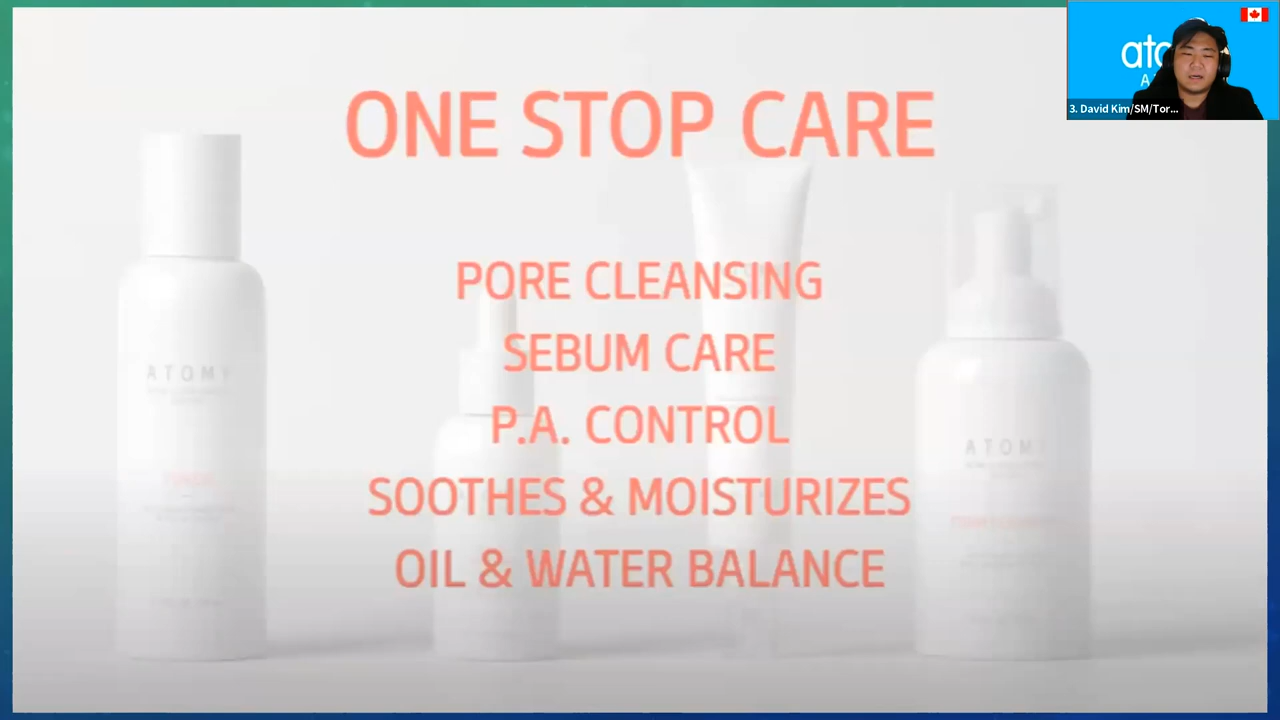 ONE STOP CARE
PORE CLEANSING
SEBUM CARE
P.A. CONTROL
SOOTHES & MOISTURIZES
OIL & WATER BALANCE
ATOMY
ATOMY
3. David Kim/SM/Tor...